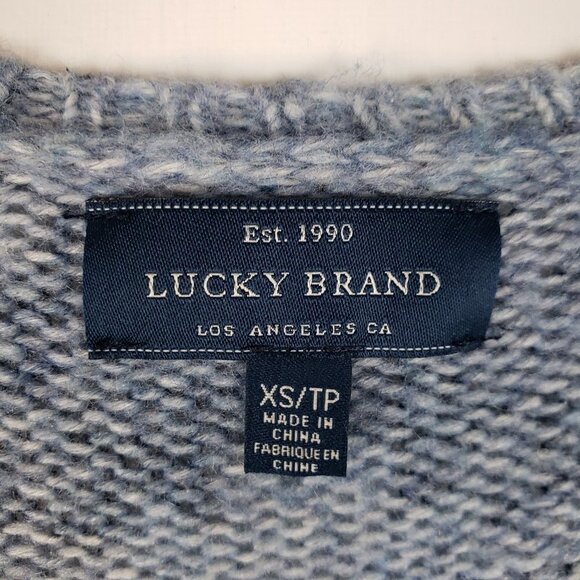 Est. 1990
LUCKY BRAND
LOS ANGELES CA
XS/TP
MADE IN
CHINA
FABRIQUE EN
CHINE